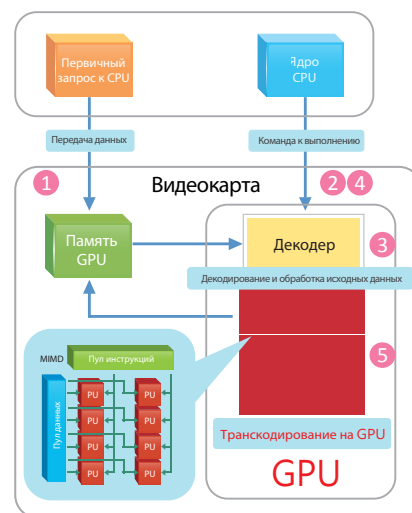 Первичный
запрос к CPU
Ядро
CPU
Передача данных
Команда к выполнению
1
Видеокарта
2 4
Память
GPU
Декодер
3
Декодирование и обработка исходных данных
MIMD
Пул инструкций
Пул данных
PU PU
PU PU
PU PU
PU PU
5
Транскодирование на GPU
GPU